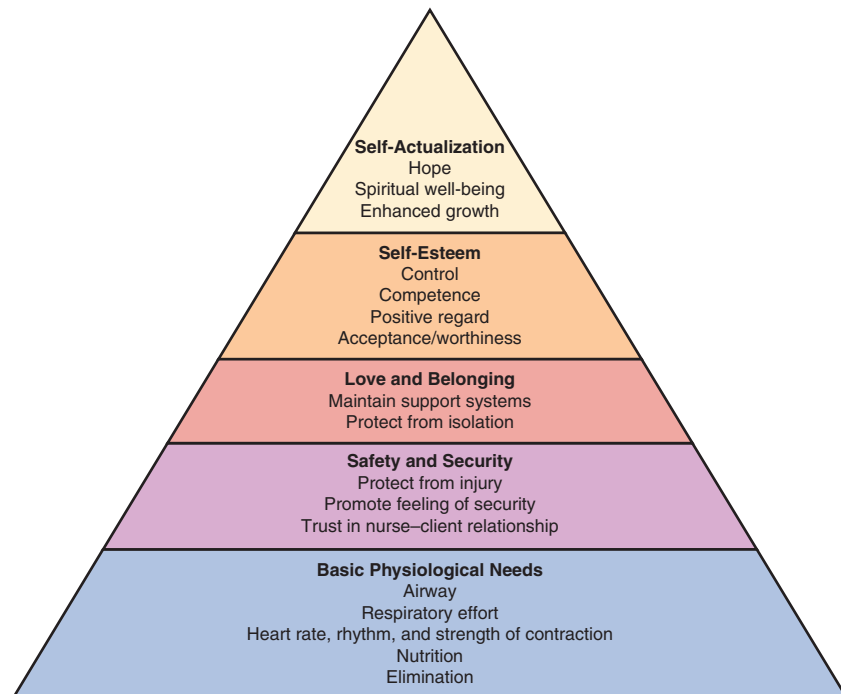 Self-Actualization
Hope
Spiritual well-being
Enhanced growth
Self-Esteem
Control
Competence
Positive regard
Acceptance/worthiness
Love and Belonging
Maintain support systems
Protect from isolation
Safety and Security
Protect from injury
Promote feeling of security
Trust in nurse–client relationship
Basic Physiological Needs
Airway
Respiratory effort
Heart rate, rhythm, and strength of contraction
Nutrition
Elimination